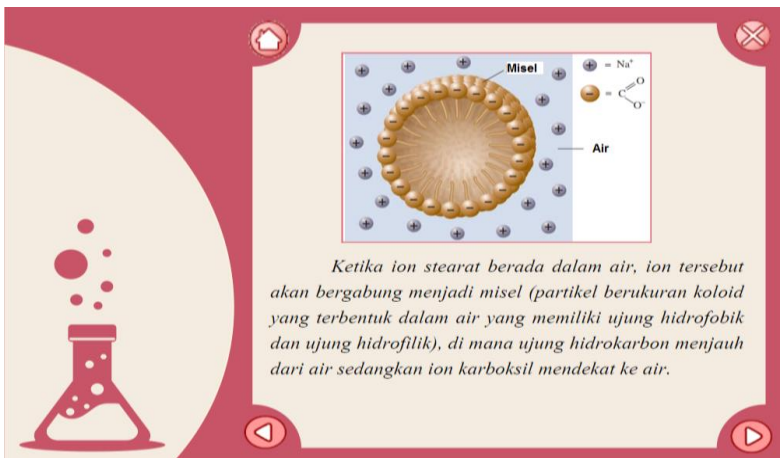 Misel
+ = Na⁺
− = C O O⁻
Air
Ketika ion stearat berada dalam air, ion tersebut
akan bergabung menjadi misel (partikel berukuran koloid
yang terbentuk dalam air yang memiliki ujung hidrofobik
dan ujung hidrofilik), di mana ujung hidrokarbon menjauh
dari air sedangkan ion karboksil mendekat ke air.